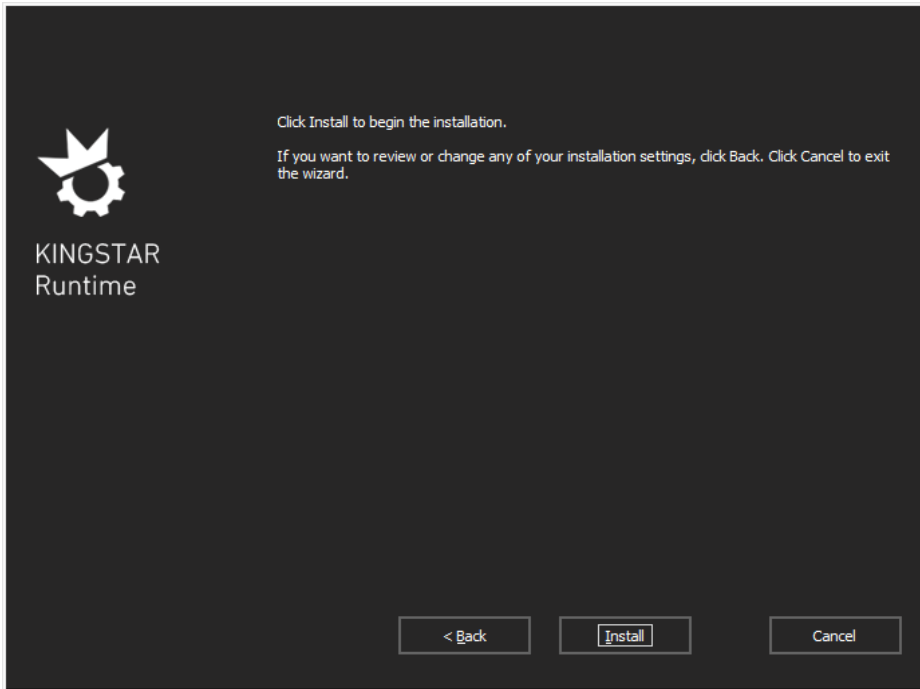 Click Install to begin the installation.
If you want to review or change any of your installation settings, click Back. Click Cancel to exit
the wizard.
KINGSTAR
Runtime
< Back
Install
Cancel